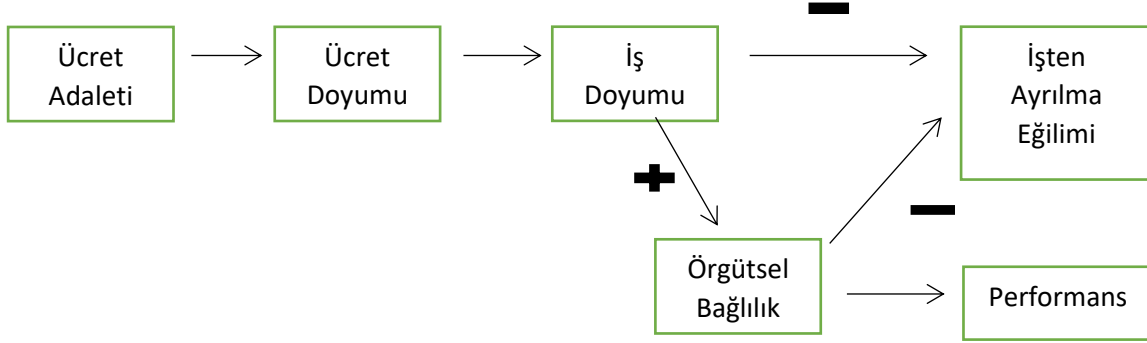 Ücret
Adaleti
Ücret
Doyumu
İş
Doyumu
İşten
Ayrılma
Eğilimi
Örgütsel
Bağlılık
Performans